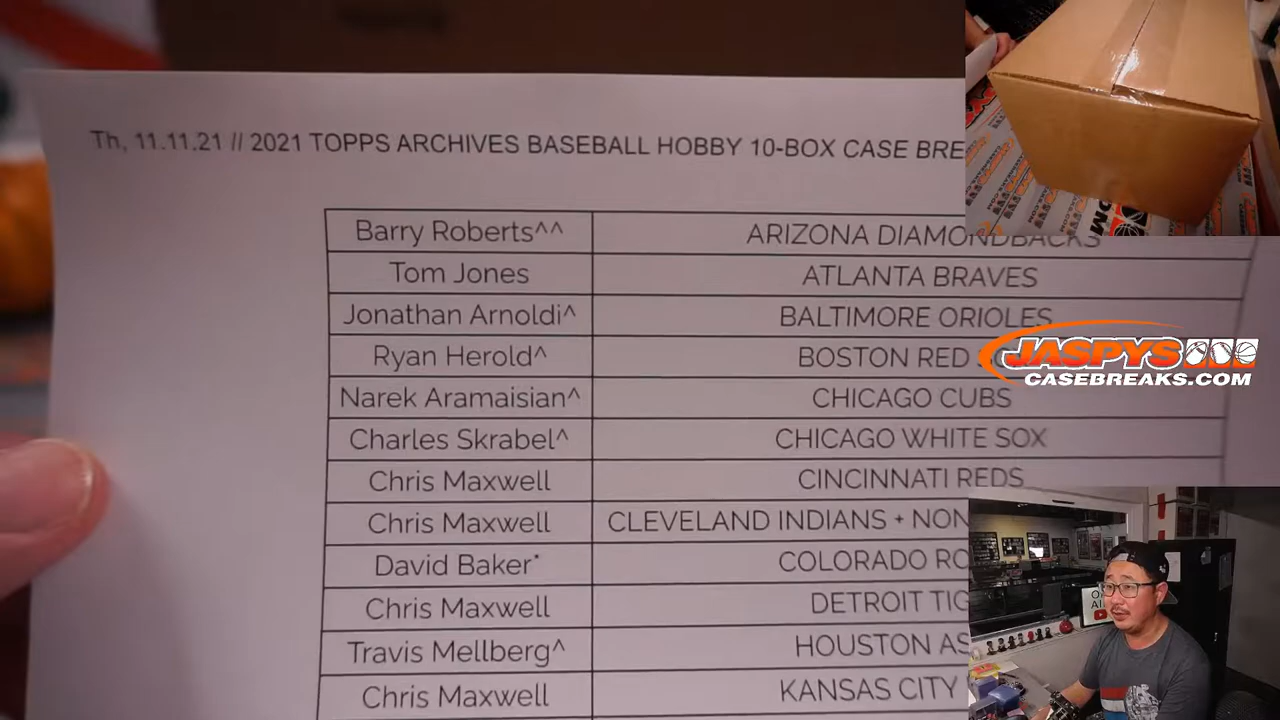 Th, 11.11.21 // 2021 TOPPS ARCHIVES BASEBALL HOBBY 10-BOX CASE BRE
Barry Roberts^^ ARIZONA DIAMONDBACKS
Tom Jones ATLANTA BRAVES
Jonathan Arnoldi^ BALTIMORE ORIOLES
Ryan Herold^ BOSTON RED
Narek Aramaisian^ CHICAGO CUBS
Charles Skrabel^ CHICAGO WHITE SOX
Chris Maxwell CINCINNATI REDS
Chris Maxwell CLEVELAND INDIANS + NON
David Baker* COLORADO RO
Chris Maxwell DETROIT TIG
Travis Mellberg^ HOUSTON AS
Chris Maxwell KANSAS CITY
JASPYS
CASEBREAKS.COM